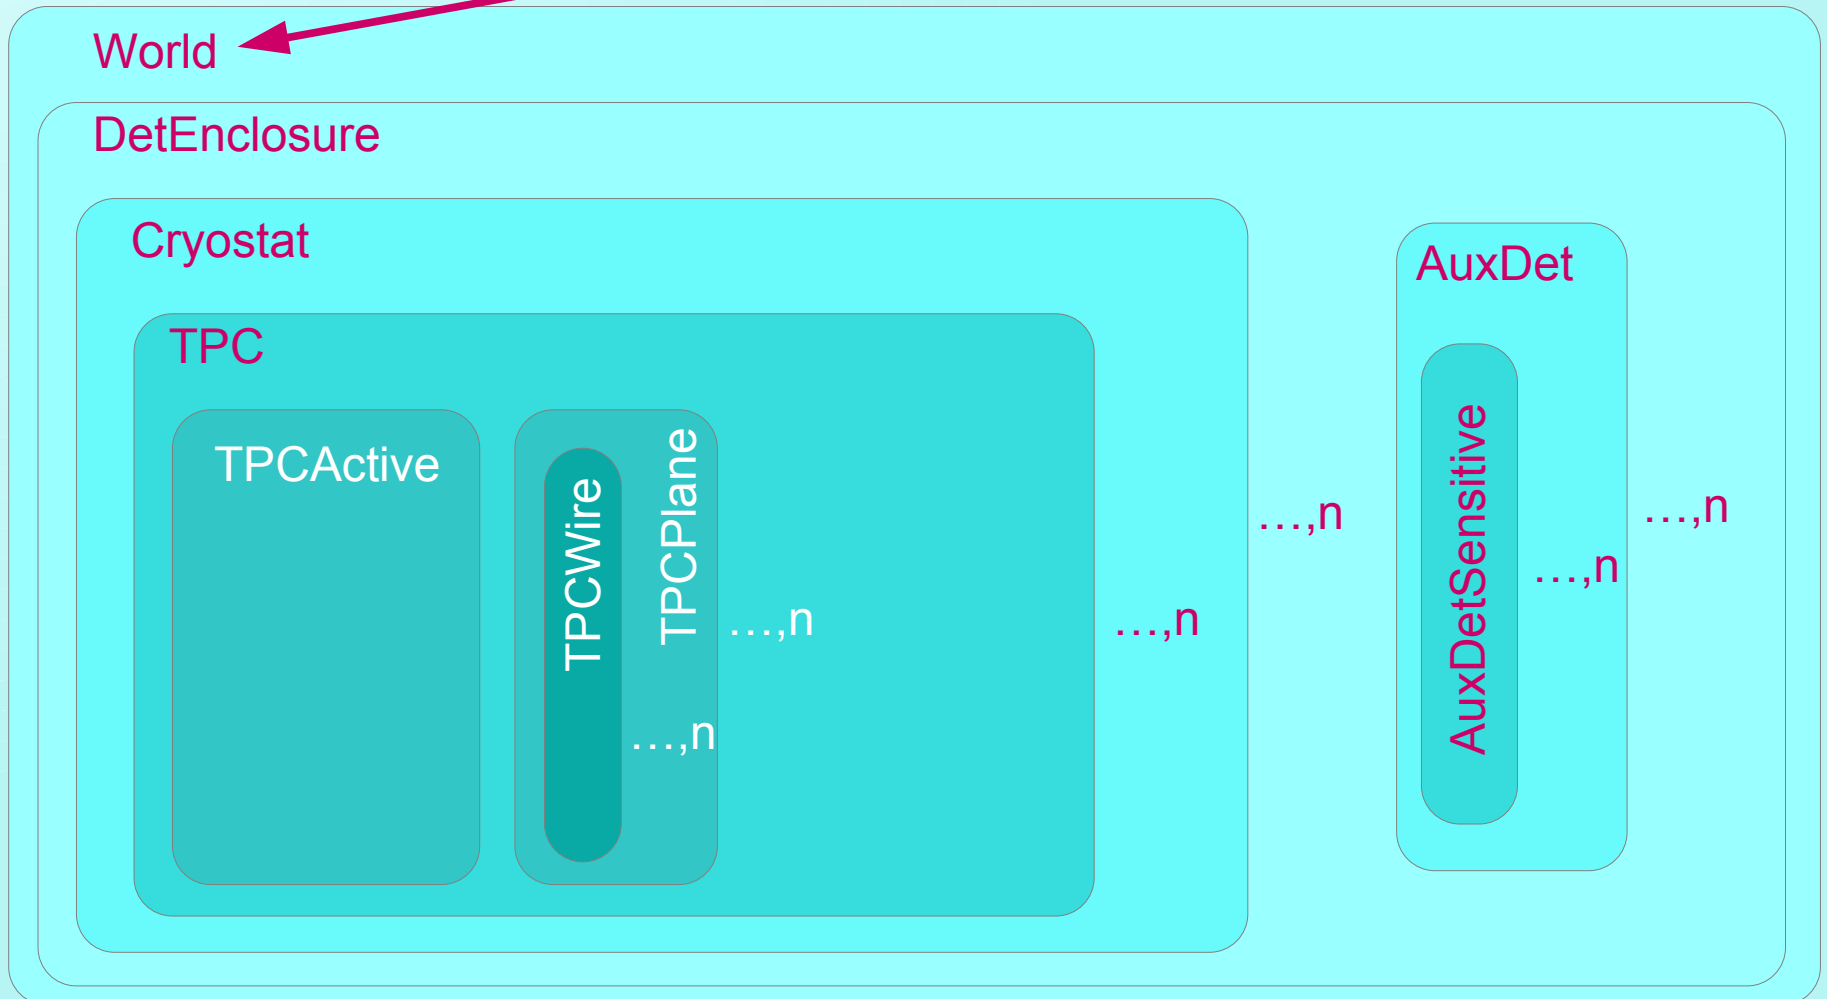 World
DetEnclosure
Cryostat
AuxDet
TPC
TPCActive
TPCWire
TPCPlane
AuxDetSensitive
…,n
…,n
…,n
…,n
…,n
…,n